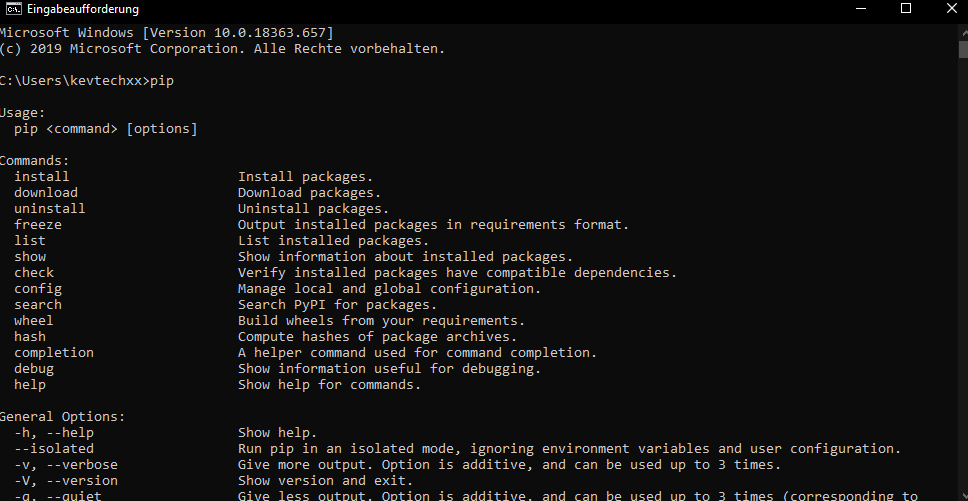 Eingabeaufforderung
Microsoft Windows [Version 10.0.18363.657]
(c) 2019 Microsoft Corporation. Alle Rechte vorbehalten.
C:\Users\kevtechxx>pip
Usage:
pip <command> [options]
Commands:
install Install packages.
download Download packages.
uninstall Uninstall packages.
freeze Output installed packages in requirements format.
list List installed packages.
show Show information about installed packages.
check Verify installed packages have compatible dependencies.
config Manage local and global configuration.
search Search PyPI for packages.
wheel Build wheels from your requirements.
hash Compute hashes of package archives.
completion A helper command used for command completion.
debug Show information useful for debugging.
help Show help for commands.
General Options:
-h, --help Show help.
--isolated Run pip in an isolated mode, ignoring environment variables and user configuration.
-v, --verbose Give more output. Option is additive, and can be used up to 3 times.
-V, --version Show version and exit.
-q, --quiet Give less output. Option is additive, and can be used up to 3 times (corresponding to